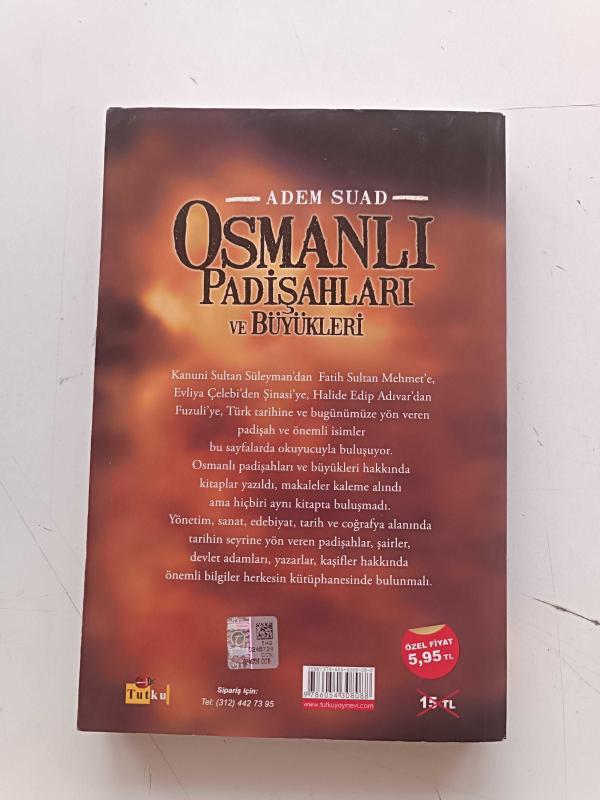 ADEM SUAD
OSMANLI
PADİŞAHLARI
VE BÜYÜKLERİ
Kanuni Sultan Süleyman'dan Fatih Sultan Mehmet'e,
Evliya Çelebi'den Şinasi'ye, Halide Edip Adıvar'dan
Fuzuli'ye, Türk tarihine ve bugünümüze yön veren
padişah ve önemli isimler
bu sayfalarda okuyucuyla buluşuyor.
Osmanlı padişahları ve büyükleri hakkında
kitaplar yazıldı, makaleler kaleme alındı
ama hiçbiri aynı kitapta buluşmadı.
Yönetim, sanat, edebiyat, tarih ve coğrafya alanında
tarihin seyrine yön veren padişahlar, şairler,
devlet adamları, yazarlar, kaşifler hakkında
önemli bilgiler herkesin kütüphanesinde bulunmalı.
ÖZEL FİYAT
5,95 TL
15 TL
Tutku
Sipariş için:
Tel: (312) 442 73 95
9786054308088
www.tutkuyayinevi.com